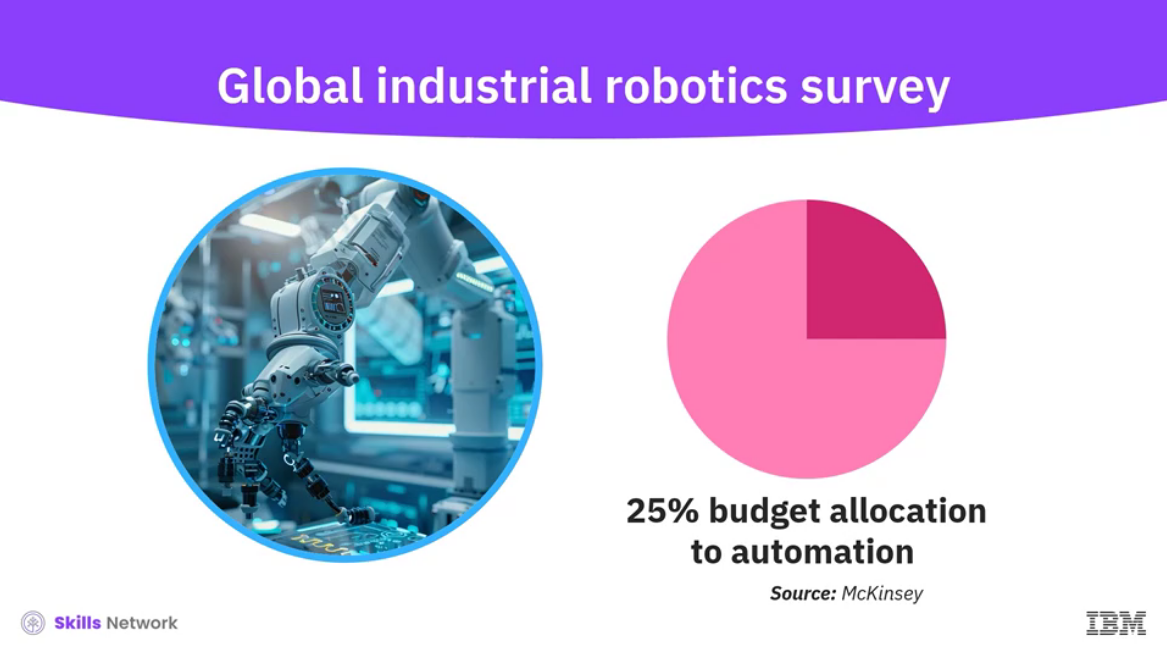 Global industrial robotics survey
25% budget allocation
to automation
Source: McKinsey
Skills Network
IBM